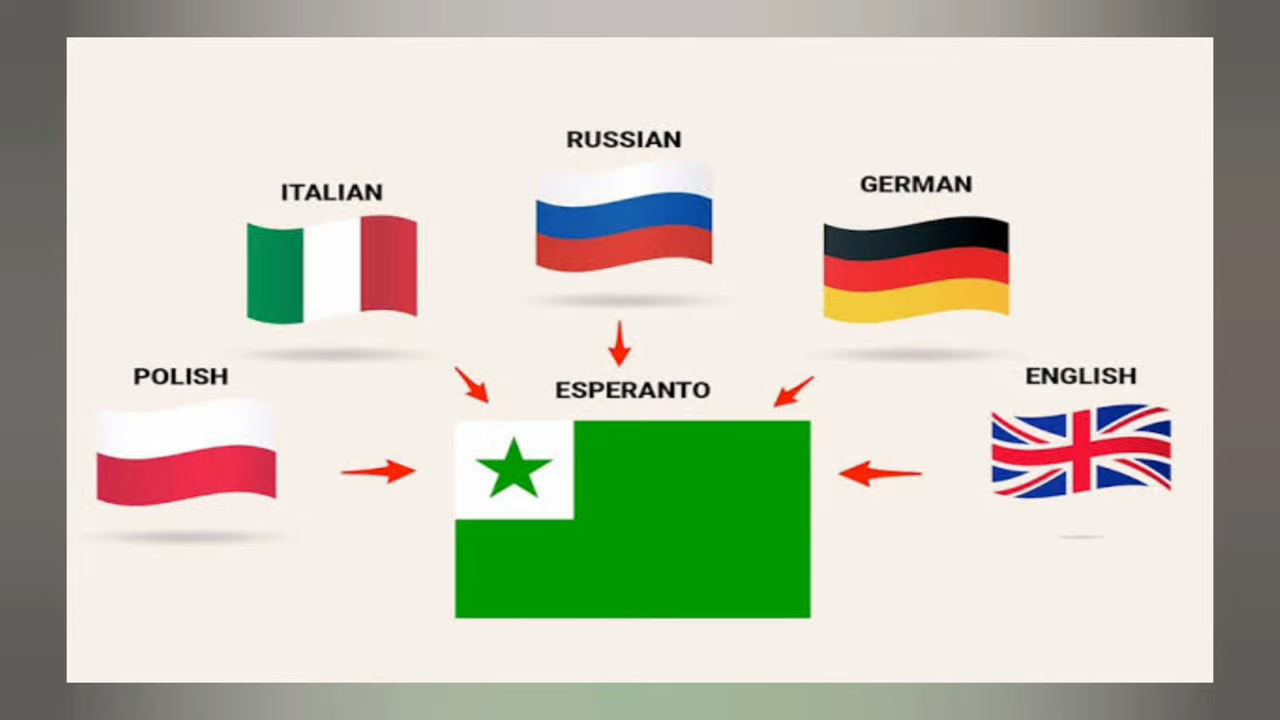 RUSSIAN
ITALIAN
GERMAN
POLISH
ESPERANTO
ENGLISH